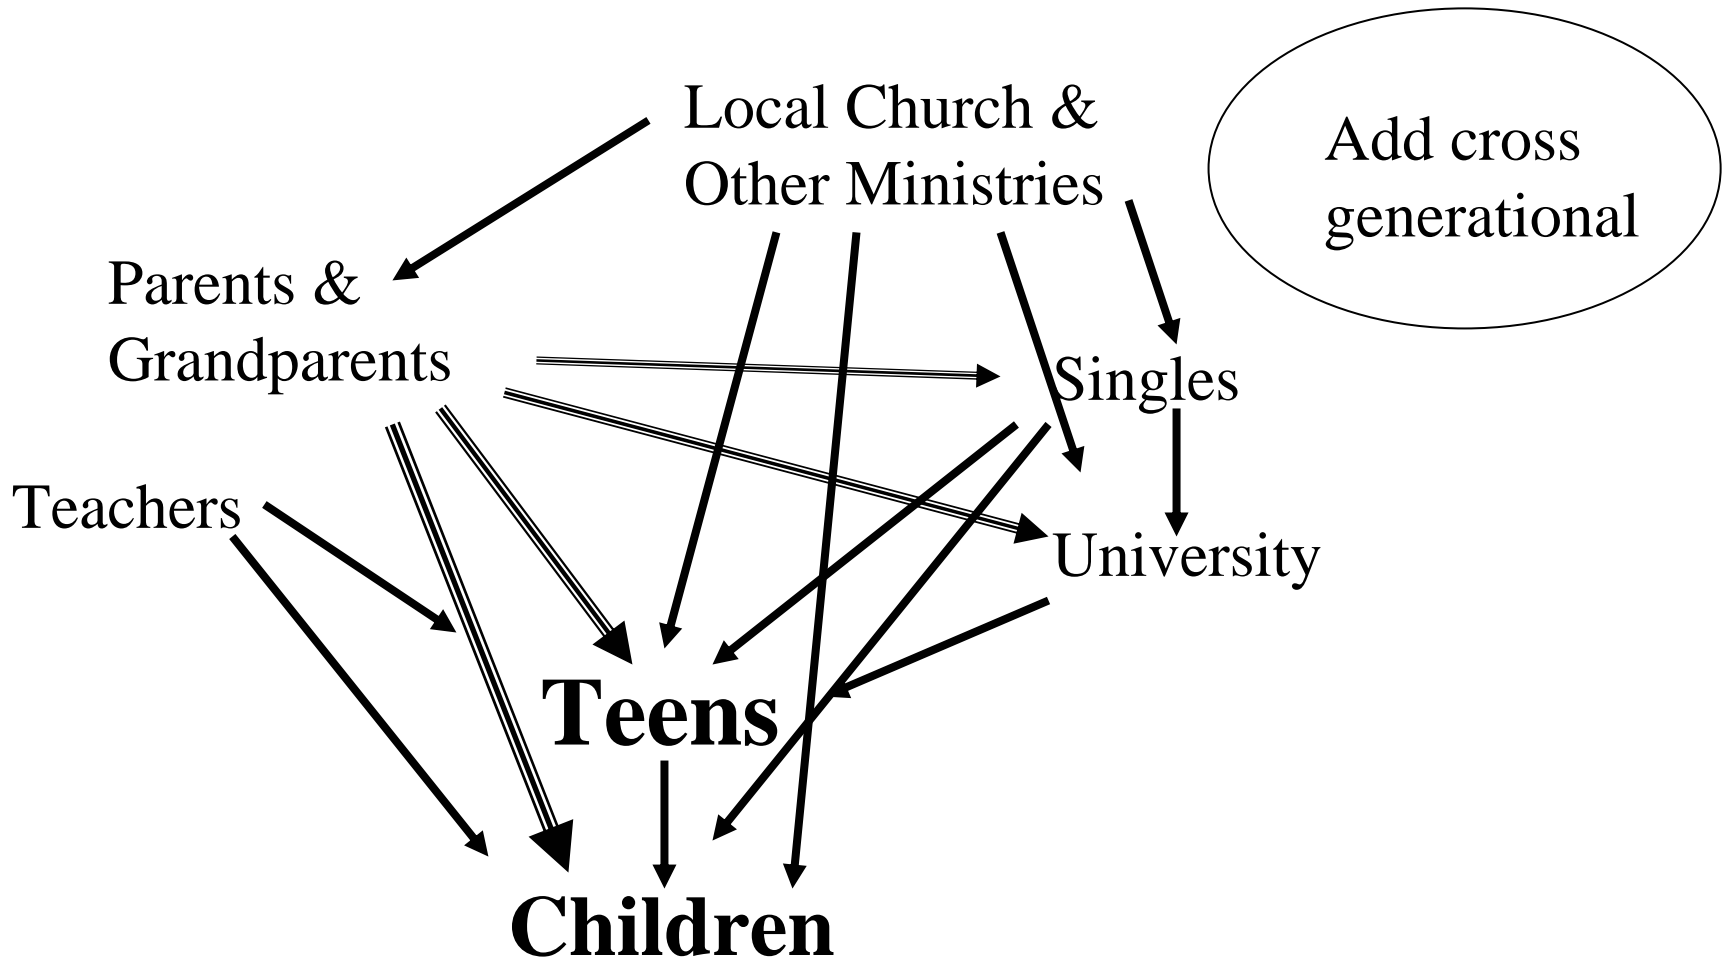 Local Church &
Other Ministries
Add cross
generational
Parents &
Grandparents
Singles
Teachers
University
Teens
Children